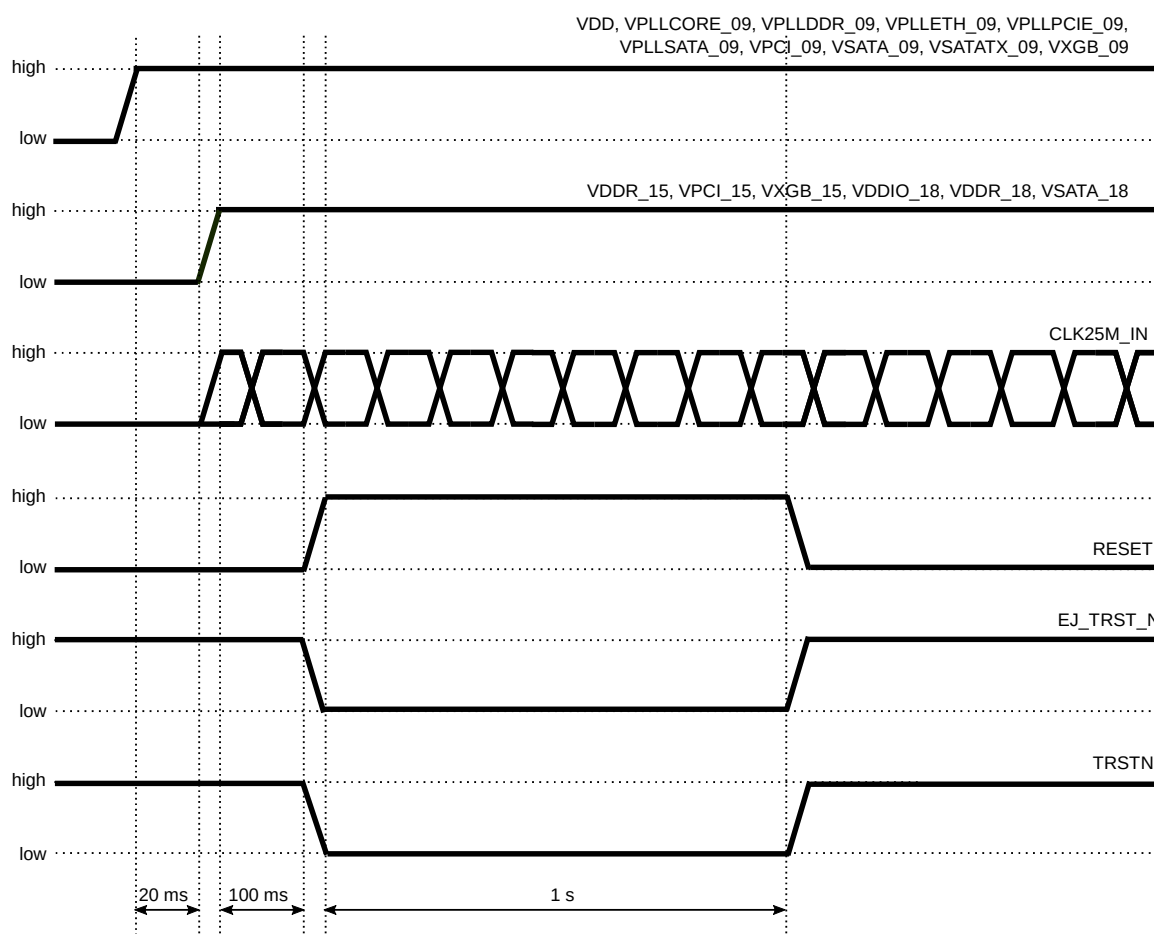 VDD, VPLLCORE_09, VPLLDDR_09, VPLLETH_09, VPLLPCIE_09,
VPLLSATA_09, VPCI_09, VSATA_09, VSATATX_09, VXGB_09
high
low
VDDR_15, VPCI_15, VXGB_15, VDDIO_18, VDDR_18, VSATA_18
high
low
CLK25M_IN
high
low
high
RESET
low
EJ_TRST_N
high
low
TRSTN
high
low
20 ms 100 ms 1 s